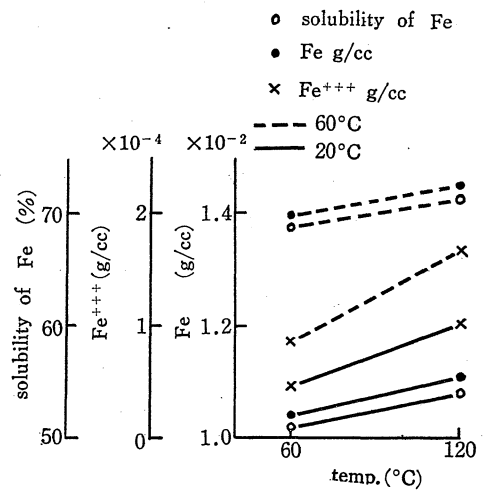 o solubility of Fe
● Fe g/cc
× Fe+++ g/cc
--- 60°C
— 20°C
×10−4 ×10−2
solubility of Fe (%)
70
60
50
Fe+++(g/cc)
2
1
0
Fe (g/cc)
1.4
1.2
1.0
60 120
temp.(°C)